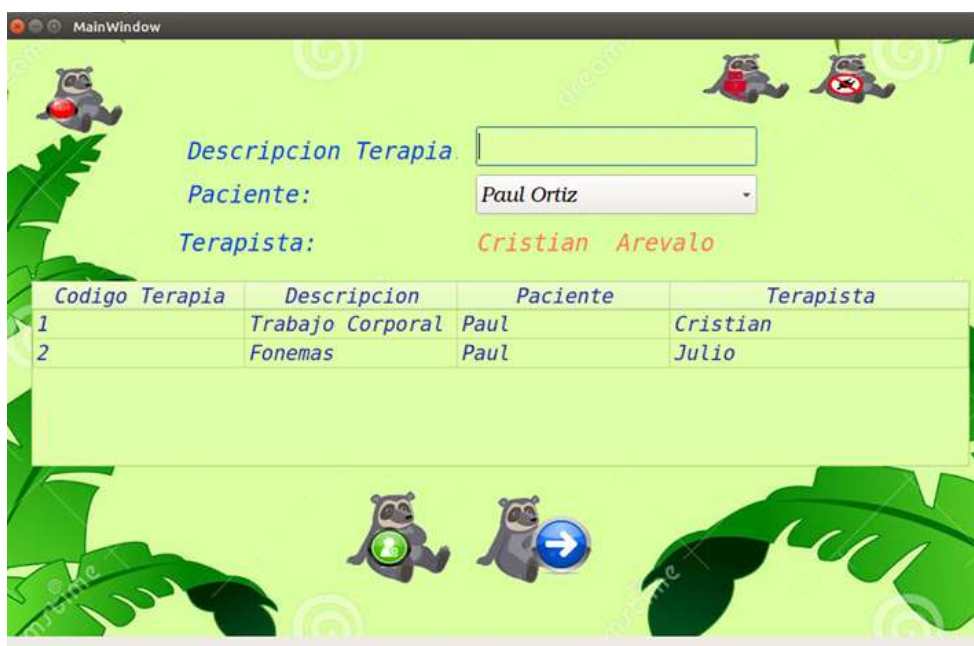 MainWindow
Descripcion Terapia
Paciente: Paul Ortiz
Terapista: Cristian Arevalo
Codigo Terapia Descripcion Paciente Terapista
1 Trabajo Corporal Paul Cristian
2 Fonemas Paul Julio